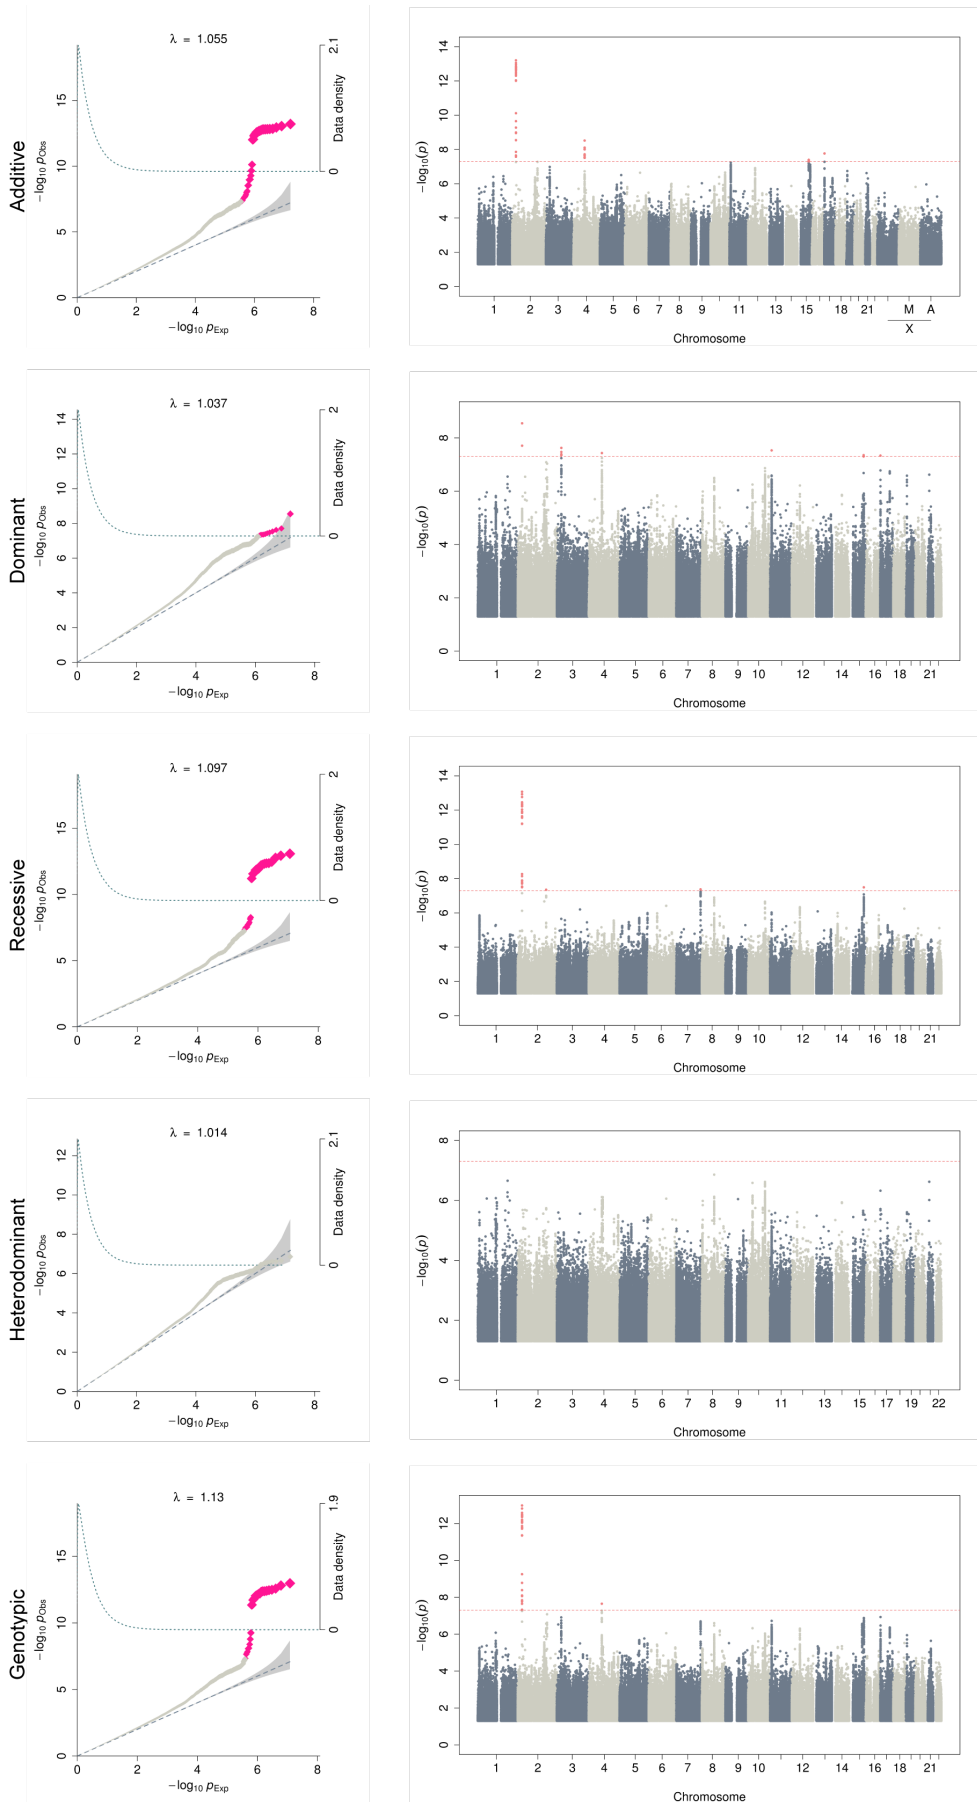 Additive
λ = 1.055
−log10 pObs
0 5 10 15
0 2 4 6 8
−log10 pExp
Data density
0 2.1
−log10(p)
0 2 4 6 8 10 12 14
1 2 3 4 5 6 7 8 9 11 13 15 18 21 M A
X
Chromosome
Dominant
λ = 1.037
−log10 pObs
0 2 4 6 8 10 12 14
0 2 4 6 8
−log10 pExp
Data density
0 2
−log10(p)
0 2 4 6 8
1 2 3 4 5 6 7 8 9 10 11 12 13 14 15 16 18 21
Chromosome
Recessive
λ = 1.097
−log10 pObs
0 5 10 15
0 2 4 6 8
−log10 pExp
Data density
0 2
−log10(p)
0 2 4 6 8 10 12 14
1 2 3 4 5 6 7 8 9 10 12 14 16 17 18 19 21
Chromosome
Heterodominant
λ = 1.014
−log10 pObs
0 2 4 6 8 10 12
0 2 4 6 8
−log10 pExp
Data density
0 2.1
−log10(p)
0 2 4 6 8
1 2 3 4 5 6 7 8 9 11 13 15 17 19 22
Chromosome
Genotypic
λ = 1.13
−log10 pObs
0 5 10 15
0 2 4 6 8
−log10 pExp
Data density
0 1.9
−log10(p)
0 2 4 6 8 10 12
1 2 3 4 5 6 7 8 9 10 11 12 13 14 15 16 18 21
Chromosome